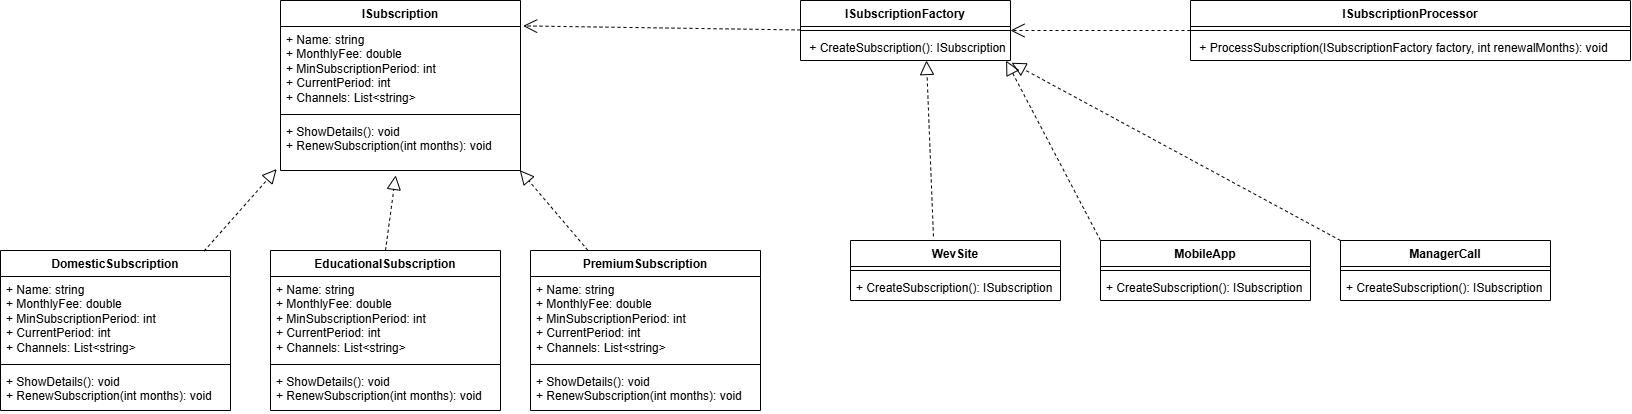 ISubscription
+ Name: string
+ MonthlyFee: double
+ MinSubscriptionPeriod: int
+ CurrentPeriod: int
+ Channels: List<string>
+ ShowDetails(): void
+ RenewSubscription(int months): void
ISubscriptionFactory
+ CreateSubscription(): ISubscription
ISubscriptionProcessor
+ ProcessSubscription(ISubscriptionFactory factory, int renewalMonths): void
DomesticSubscription
+ Name: string
+ MonthlyFee: double
+ MinSubscriptionPeriod: int
+ CurrentPeriod: int
+ Channels: List<string>
+ ShowDetails(): void
+ RenewSubscription(int months): void
EducationalSubscription
+ Name: string
+ MonthlyFee: double
+ MinSubscriptionPeriod: int
+ CurrentPeriod: int
+ Channels: List<string>
+ ShowDetails(): void
+ RenewSubscription(int months): void
PremiumSubscription
+ Name: string
+ MonthlyFee: double
+ MinSubscriptionPeriod: int
+ CurrentPeriod: int
+ Channels: List<string>
+ ShowDetails(): void
+ RenewSubscription(int months): void
WevSite
+ CreateSubscription(): ISubscription
MobileApp
+ CreateSubscription(): ISubscription
ManagerCall
+ CreateSubscription(): ISubscription